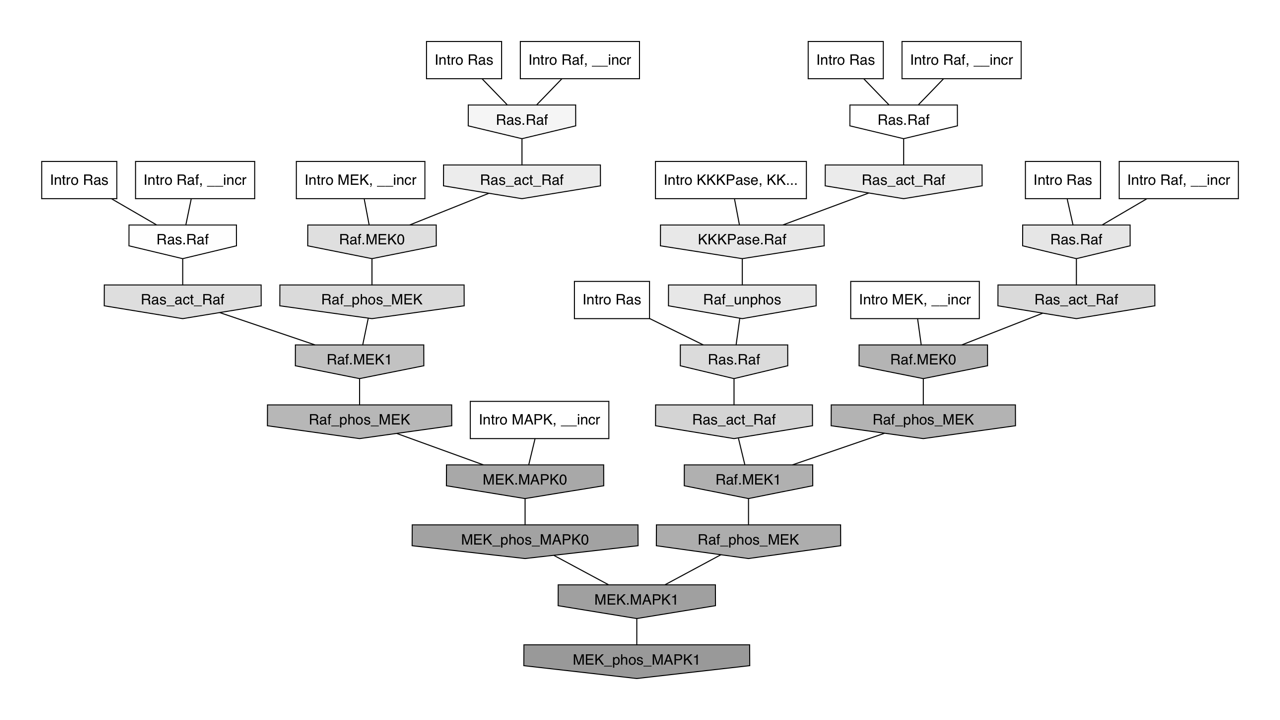 Intro Ras
Intro Raf, __incr
Intro Ras
Intro Raf, __incr
Ras.Raf
Ras.Raf
Intro Ras
Intro Raf, __incr
Intro MEK, __incr
Ras_act_Raf
Intro KKKPase, KK...
Ras_act_Raf
Intro Ras
Intro Raf, __incr
Ras.Raf
Raf.MEK0
KKKPase.Raf
Ras.Raf
Ras_act_Raf
Raf_phos_MEK
Intro Ras
Raf_unphos
Intro MEK, __incr
Ras_act_Raf
Raf.MEK1
Ras.Raf
Raf.MEK0
Raf_phos_MEK
Intro MAPK, __incr
Ras_act_Raf
Raf_phos_MEK
MEK.MAPK0
Raf.MEK1
MEK_phos_MAPK0
Raf_phos_MEK
MEK.MAPK1
MEK_phos_MAPK1